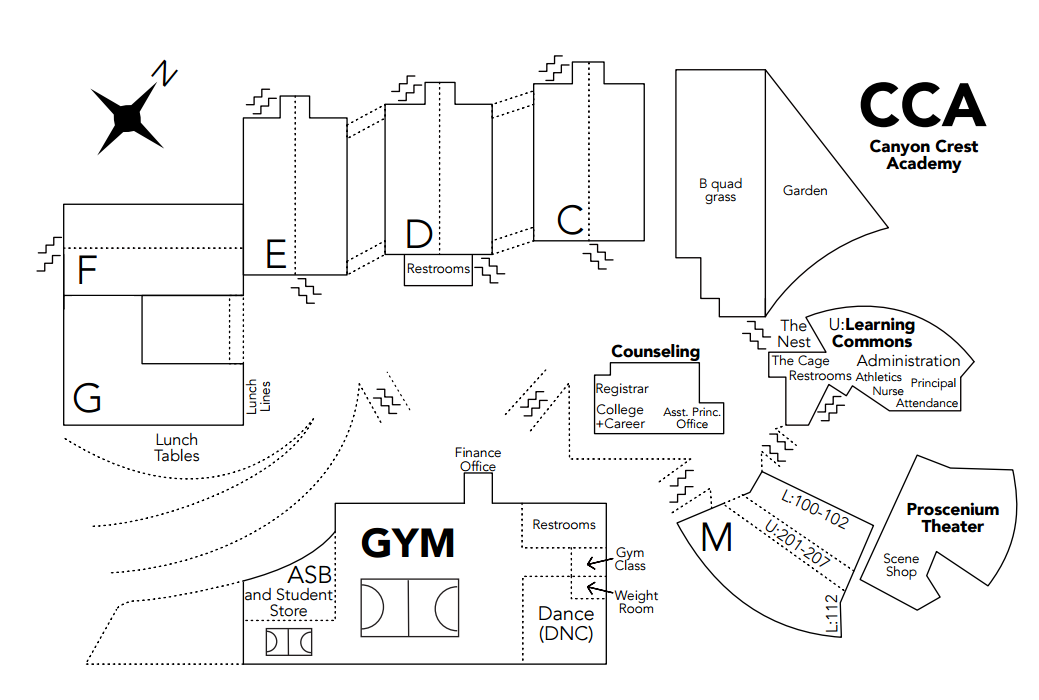 N
CCA
Canyon Crest
Academy
B quad
grass
Garden
C
D
E
F
Restrooms
G
Lunch
Lines
Lunch
Tables
The
Nest
U:Learning
Commons
The Cage
Administration
Restrooms
Athletics
Nurse
Principal
Attendance
Counseling
Registrar
College
+Career
Asst. Princ.
Office
Finance
Office
GYM
Restrooms
Gym
Class
Weight
Room
Dance
(DNC)
ASB
and Student
Store
M
L:100-102
U:201-207
L:112
Proscenium
Theater
Scene
Shop